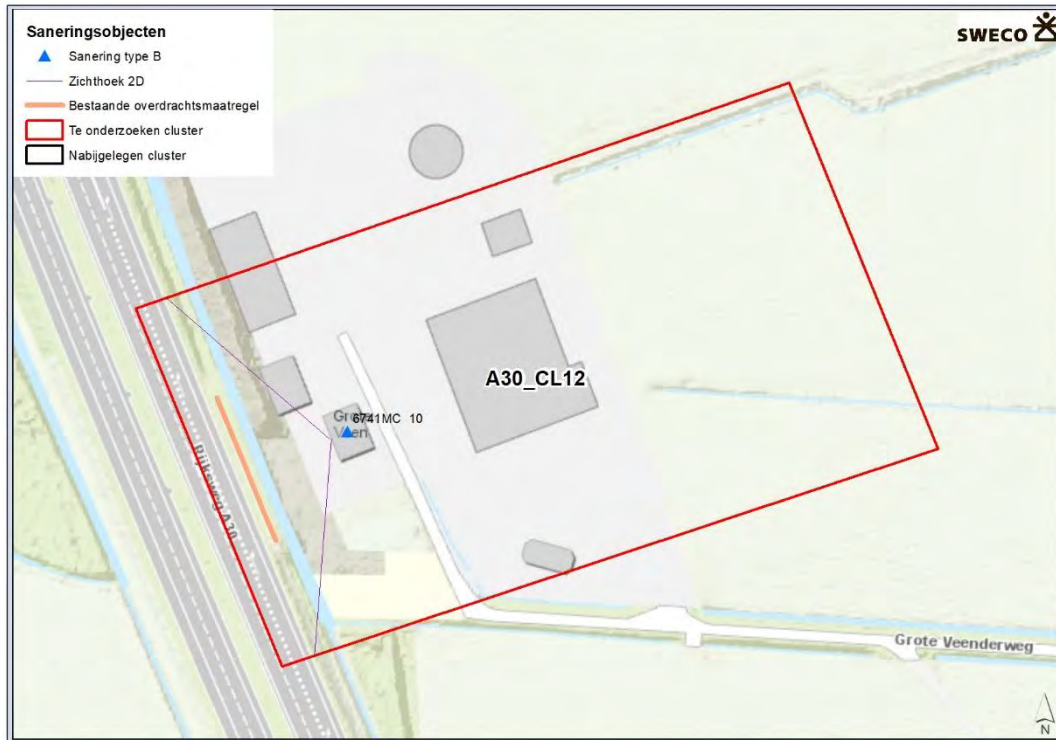 Saneringsobjecten
Sanering type B
Zichthoek 2D
Bestaande overdrachtsmaatregel
Te onderzoeken cluster
Nabijgelegen cluster
SWECO
A30_CL12
6741MC 10
Veen
Rijksweg A30
Grote Veenderweg
N